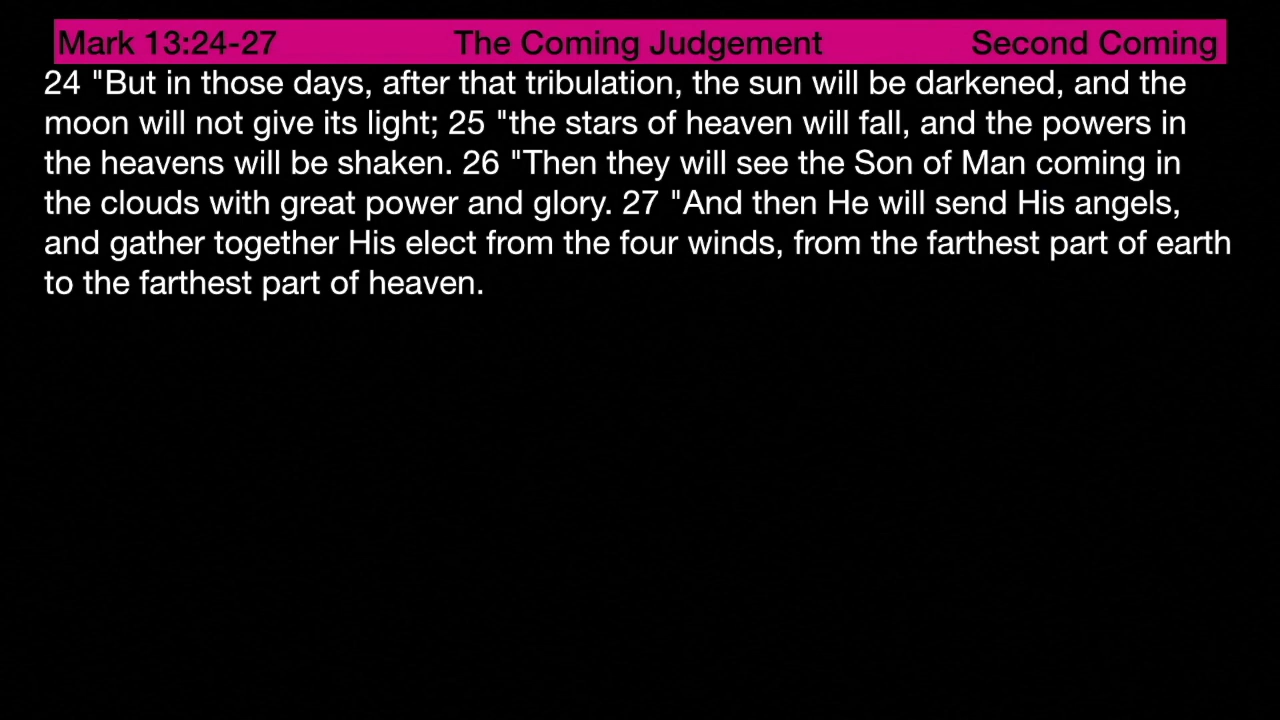 Mark 13:24-27 The Coming Judgement Second Coming
24 "But in those days, after that tribulation, the sun will be darkened, and the
moon will not give its light; 25 "the stars of heaven will fall, and the powers in
the heavens will be shaken. 26 "Then they will see the Son of Man coming in
the clouds with great power and glory. 27 "And then He will send His angels,
and gather together His elect from the four winds, from the farthest part of earth
to the farthest part of heaven.